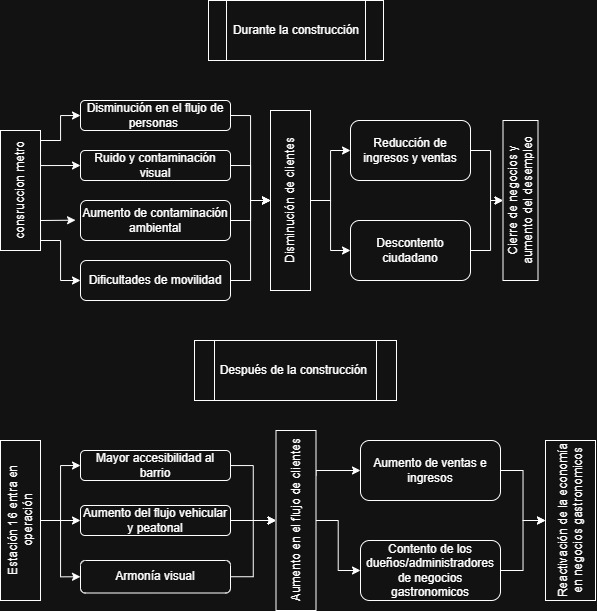 Durante la construcción
consruccion metro
Disminución en el flujo de
personas
Ruido y contaminación
visual
Aumento de contaminación
ambiental
Dificultades de movilidad
Disminución de clientes
Reducción de
ingresos y ventas
Descontento
ciudadano
Cierre de negocios y
aumento del desempleo
Después de la construcción
Estación 16 entra en
operación
Mayor accesibilidad al
barrio
Aumento del flujo vehicular
y peatonal
Armonía visual
Aumento en el flujo de clientes
Aumento de ventas e
ingresos
Contento de los
dueños/administradores
de negocios
gastronomicos
Reactivación de la economía
en negocios gastronomicos